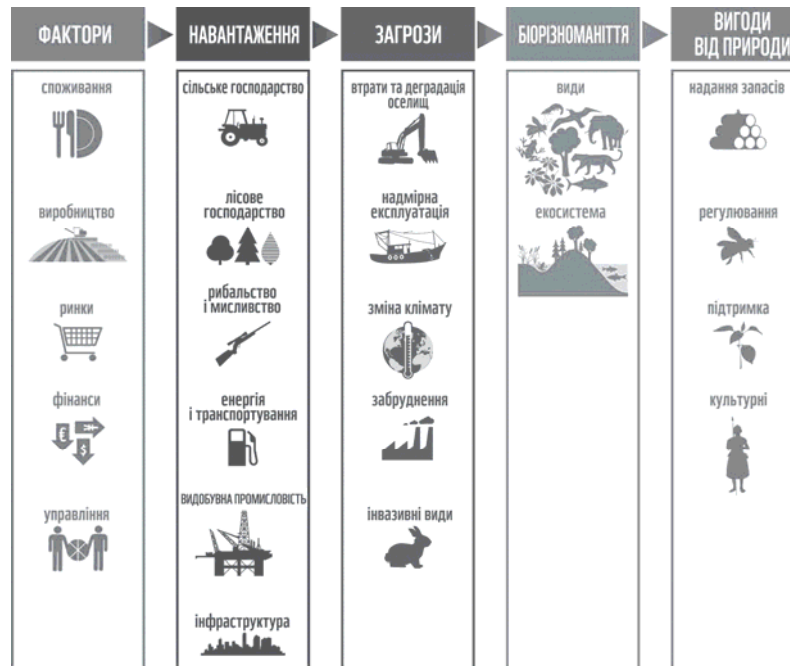 ФАКТОРИ
НАВАНТАЖЕННЯ
ЗАГРОЗИ
БІОРІЗНОМАНІТТЯ
ВИГОДИ
ВІД ПРИРОДИ
споживання
виробництво
ринки
фінанси
€
$
управління
сільське господарство
лісове
господарство
рибальство
і мисливство
енергія
і транспортування
ВИДОБУВНА ПРОМИСЛОВІСТЬ
інфраструктура
втрати та деградація
оселищ
надмірна
експлуатація
зміна клімату
забруднення
інвазивні види
види
екосистема
надання запасів
регулювання
підтримка
культурні